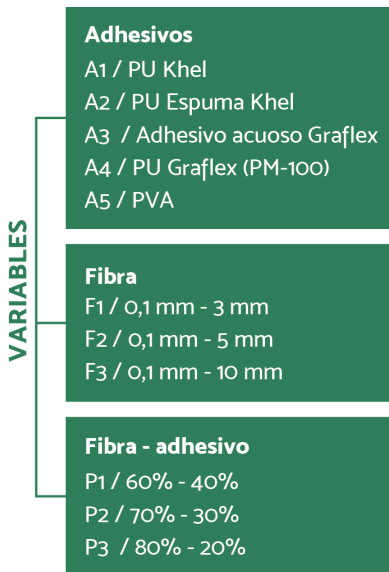 VARIABLES
Adhesivos
A1 / PU Khel
A2 / PU Espuma Khel
A3 / Adhesivo acuoso Graflex
A4 / PU Graflex (PM-100)
A5 / PVA
Fibra
F1 / 0,1 mm - 3 mm
F2 / 0,1 mm - 5 mm
F3 / 0,1 mm - 10 mm
Fibra - adhesivo
P1 / 60% - 40%
P2 / 70% - 30%
P3 / 80% - 20%